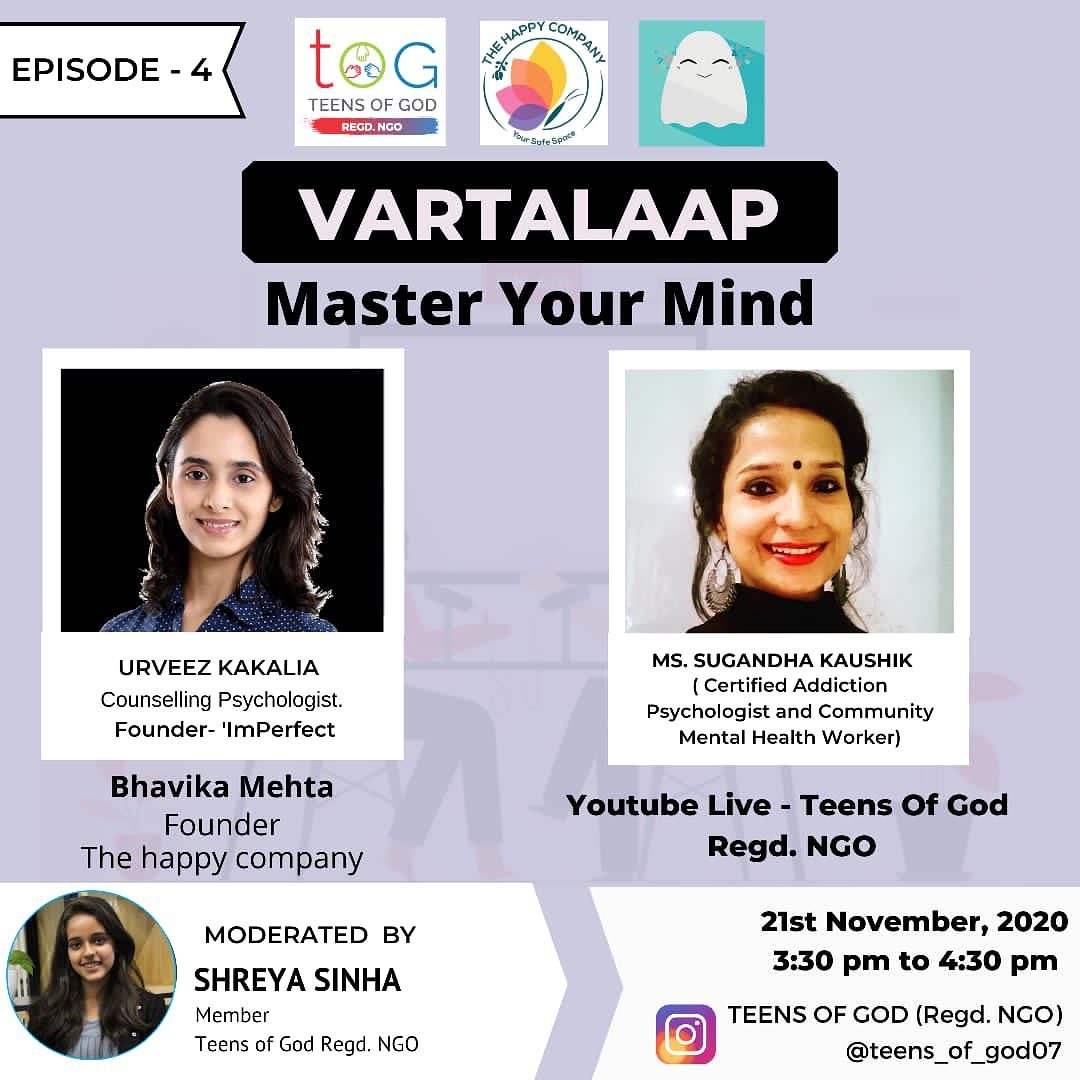 EPISODE - 4
tOG
TEENS OF GOD
REGD. NGO
THE HAPPY COMPANY
Your Safe Space
VARTALAAP
Master Your Mind
URVEEZ KAKALIA
Counselling Psychologist.
Founder- 'ImPerfect
Bhavika Mehta
Founder
The happy company
MS. SUGANDHA KAUSHIK
( Certified Addiction
Psychologist and Community
Mental Health Worker)
Youtube Live - Teens Of God
Regd. NGO
MODERATED BY
SHREYA SINHA
Member
Teens of God Regd. NGO
21st November, 2020
3:30 pm to 4:30 pm
TEENS OF GOD (Regd. NGO)
@teens_of_god07